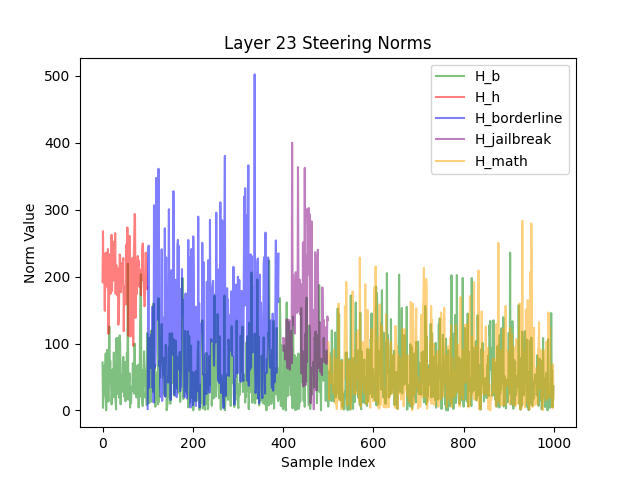 Layer 23 Steering Norms
500
400
300
200
100
0
Norm Value
H_b
H_h
H_borderline
H_jailbreak
H_math
0
200
400
600
800
1000
Sample Index